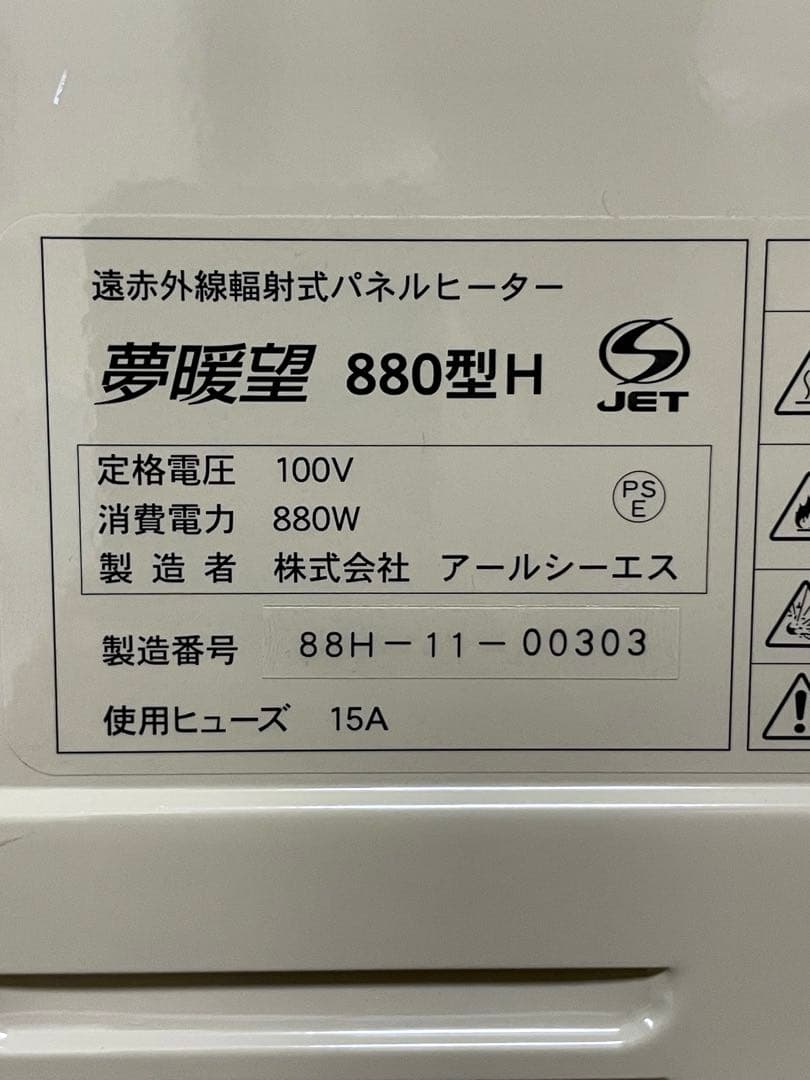 遠赤外線輻射式パネルヒーター
夢暖望 880型H
JET
定格電圧 100V
消費電力 880W
PS
E
製造者 株式会社 アールシーエス
製造番号 88H-11-00303
使用ヒューズ 15A